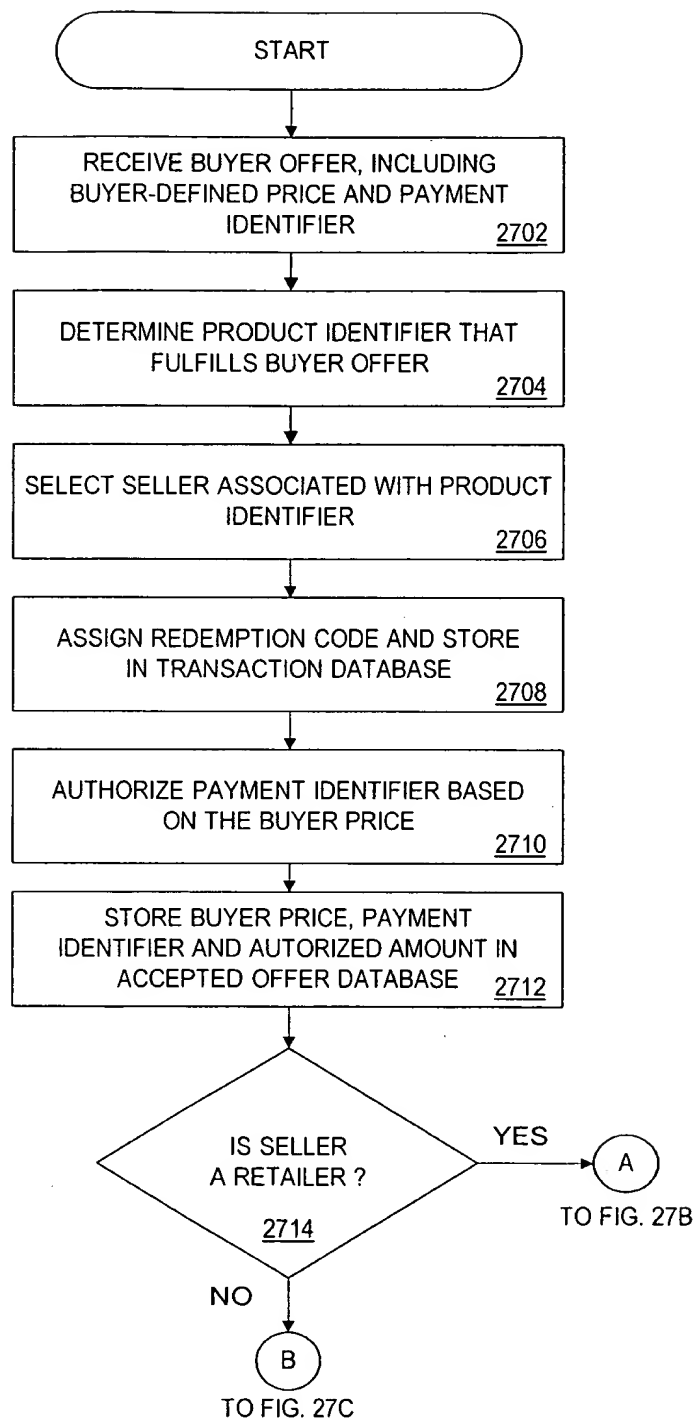 START
RECEIVE BUYER OFFER, INCLUDING
BUYER-DEFINED PRICE AND PAYMENT
IDENTIFIER
2702
DETERMINE PRODUCT IDENTIFIER THAT
FULFILLS BUYER OFFER
2704
SELECT SELLER ASSOCIATED WITH PRODUCT
IDENTIFIER
2706
ASSIGN REDEMPTION CODE AND STORE
IN TRANSACTION DATABASE
2708
AUTHORIZE PAYMENT IDENTIFIER BASED
ON THE BUYER PRICE
2710
STORE BUYER PRICE, PAYMENT
IDENTIFIER AND AUTORIZED AMOUNT IN
ACCEPTED OFFER DATABASE
2712
IS SELLER
A RETAILER ?
2714
YES
A
TO FIG. 27B
NO
B
TO FIG. 27C